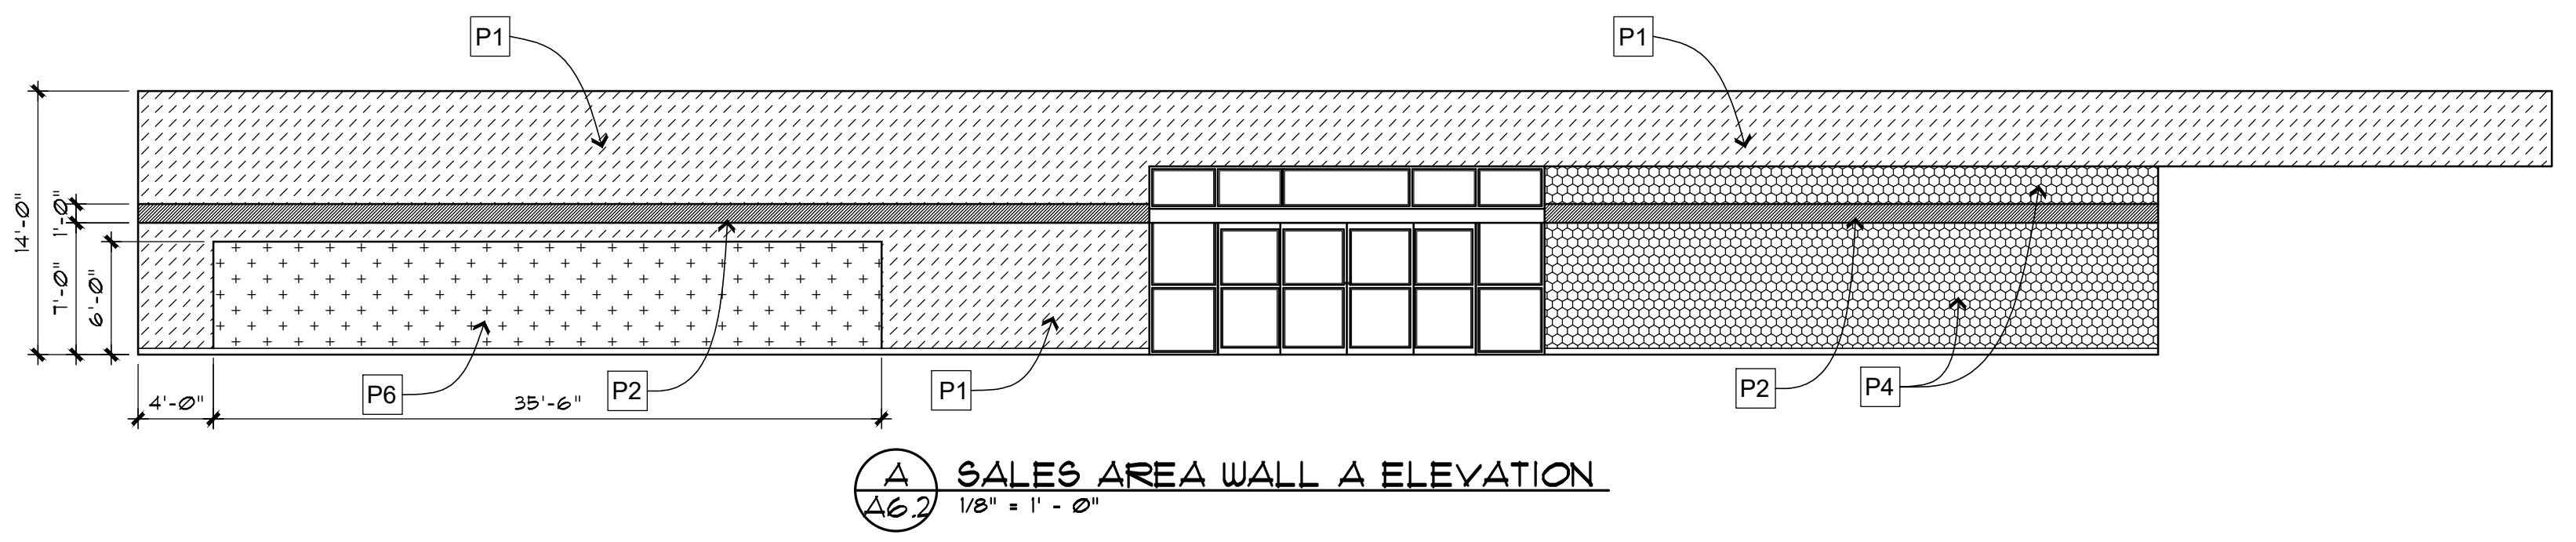 P1
P1
14'-0"
1'-0"
7'-0"
6'-0"
P6
P2
P1
P2
P4
4'-0"
35'-6"
A
A6.2
SALES AREA WALL A ELEVATION
1/8" = 1' - 0"